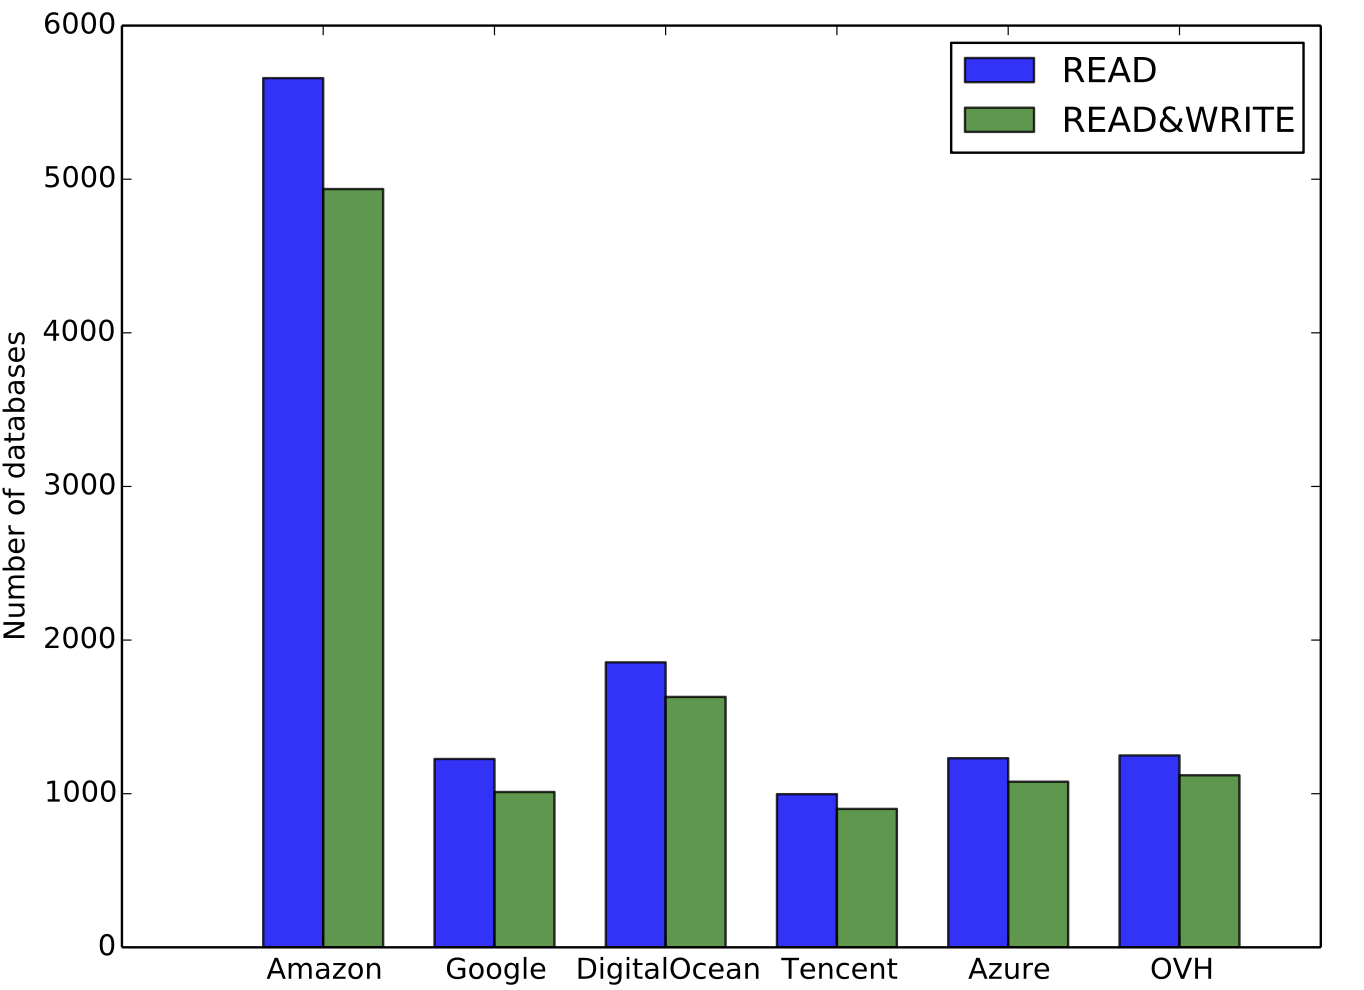 6000
5000
4000
3000
2000
1000
0
Number of databases
READ
READ&WRITE
Amazon Google DigitalOcean Tencent Azure OVH